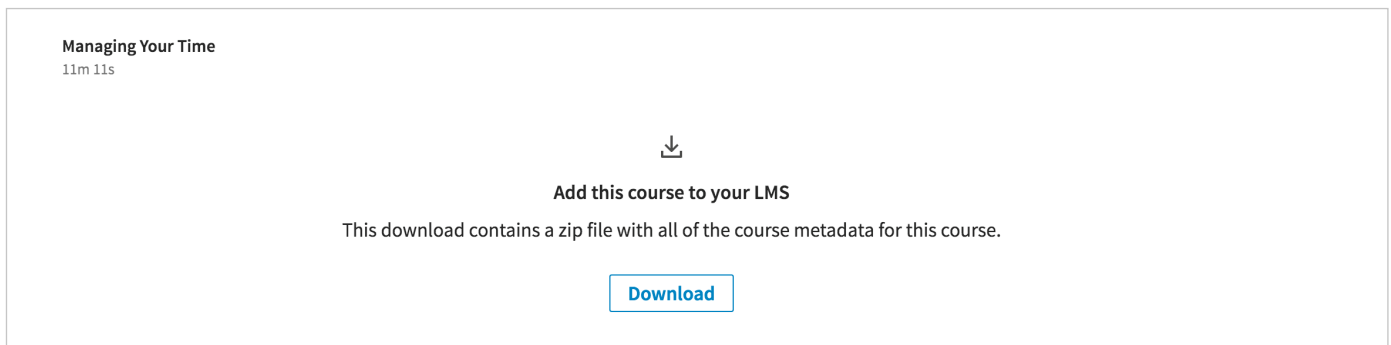 Managing Your Time
11m 11s
Add this course to your LMS
This download contains a zip file with all of the course metadata for this course.
Download